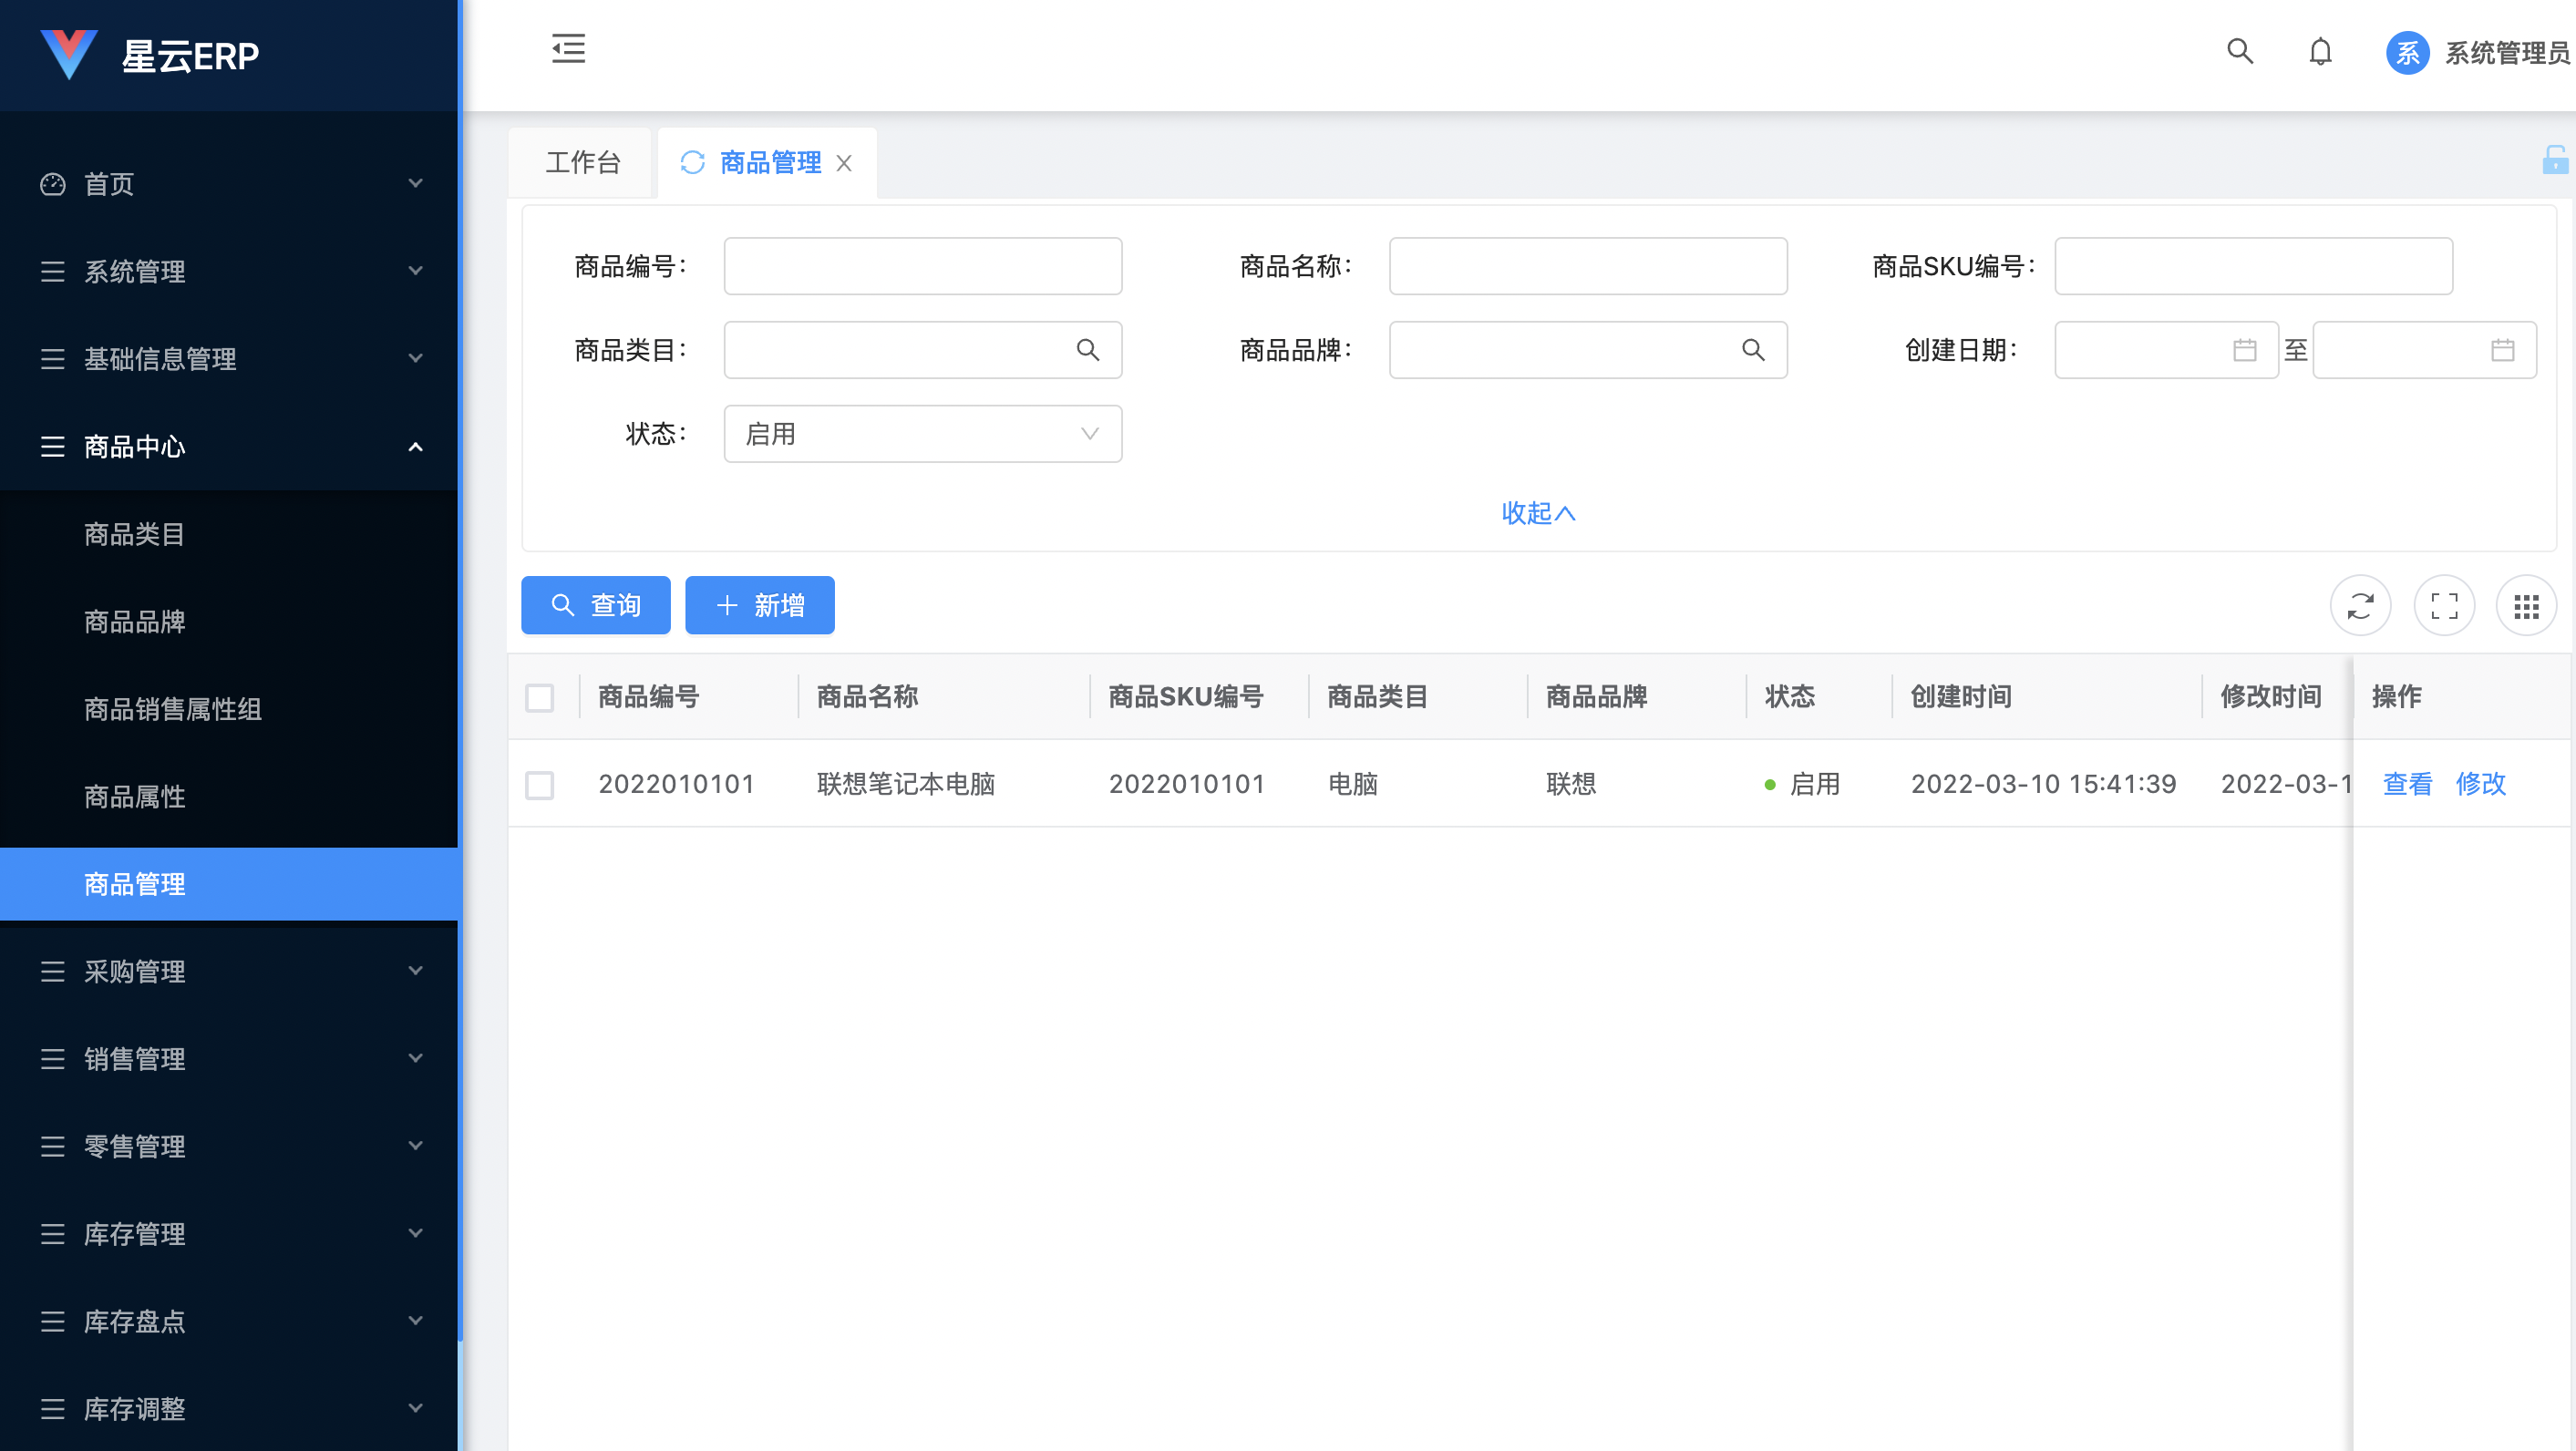 星云ERP
系 系统管理员
首页
系统管理
基础信息管理
商品中心
商品类目
商品品牌
商品销售属性组
商品属性
商品管理
采购管理
销售管理
零售管理
库存管理
库存盘点
库存调整
工作台 商品管理
商品编号： 商品名称： 商品SKU编号：
商品类目： 商品品牌： 创建日期： 至
状态： 启用
收起
查询 新增
商品编号 商品名称 商品SKU编号 商品类目 商品品牌 状态 创建时间 修改时间 操作
2022010101 联想笔记本电脑 2022010101 电脑 联想 启用 2022-03-10 15:41:39 2022-03-1 查看 修改